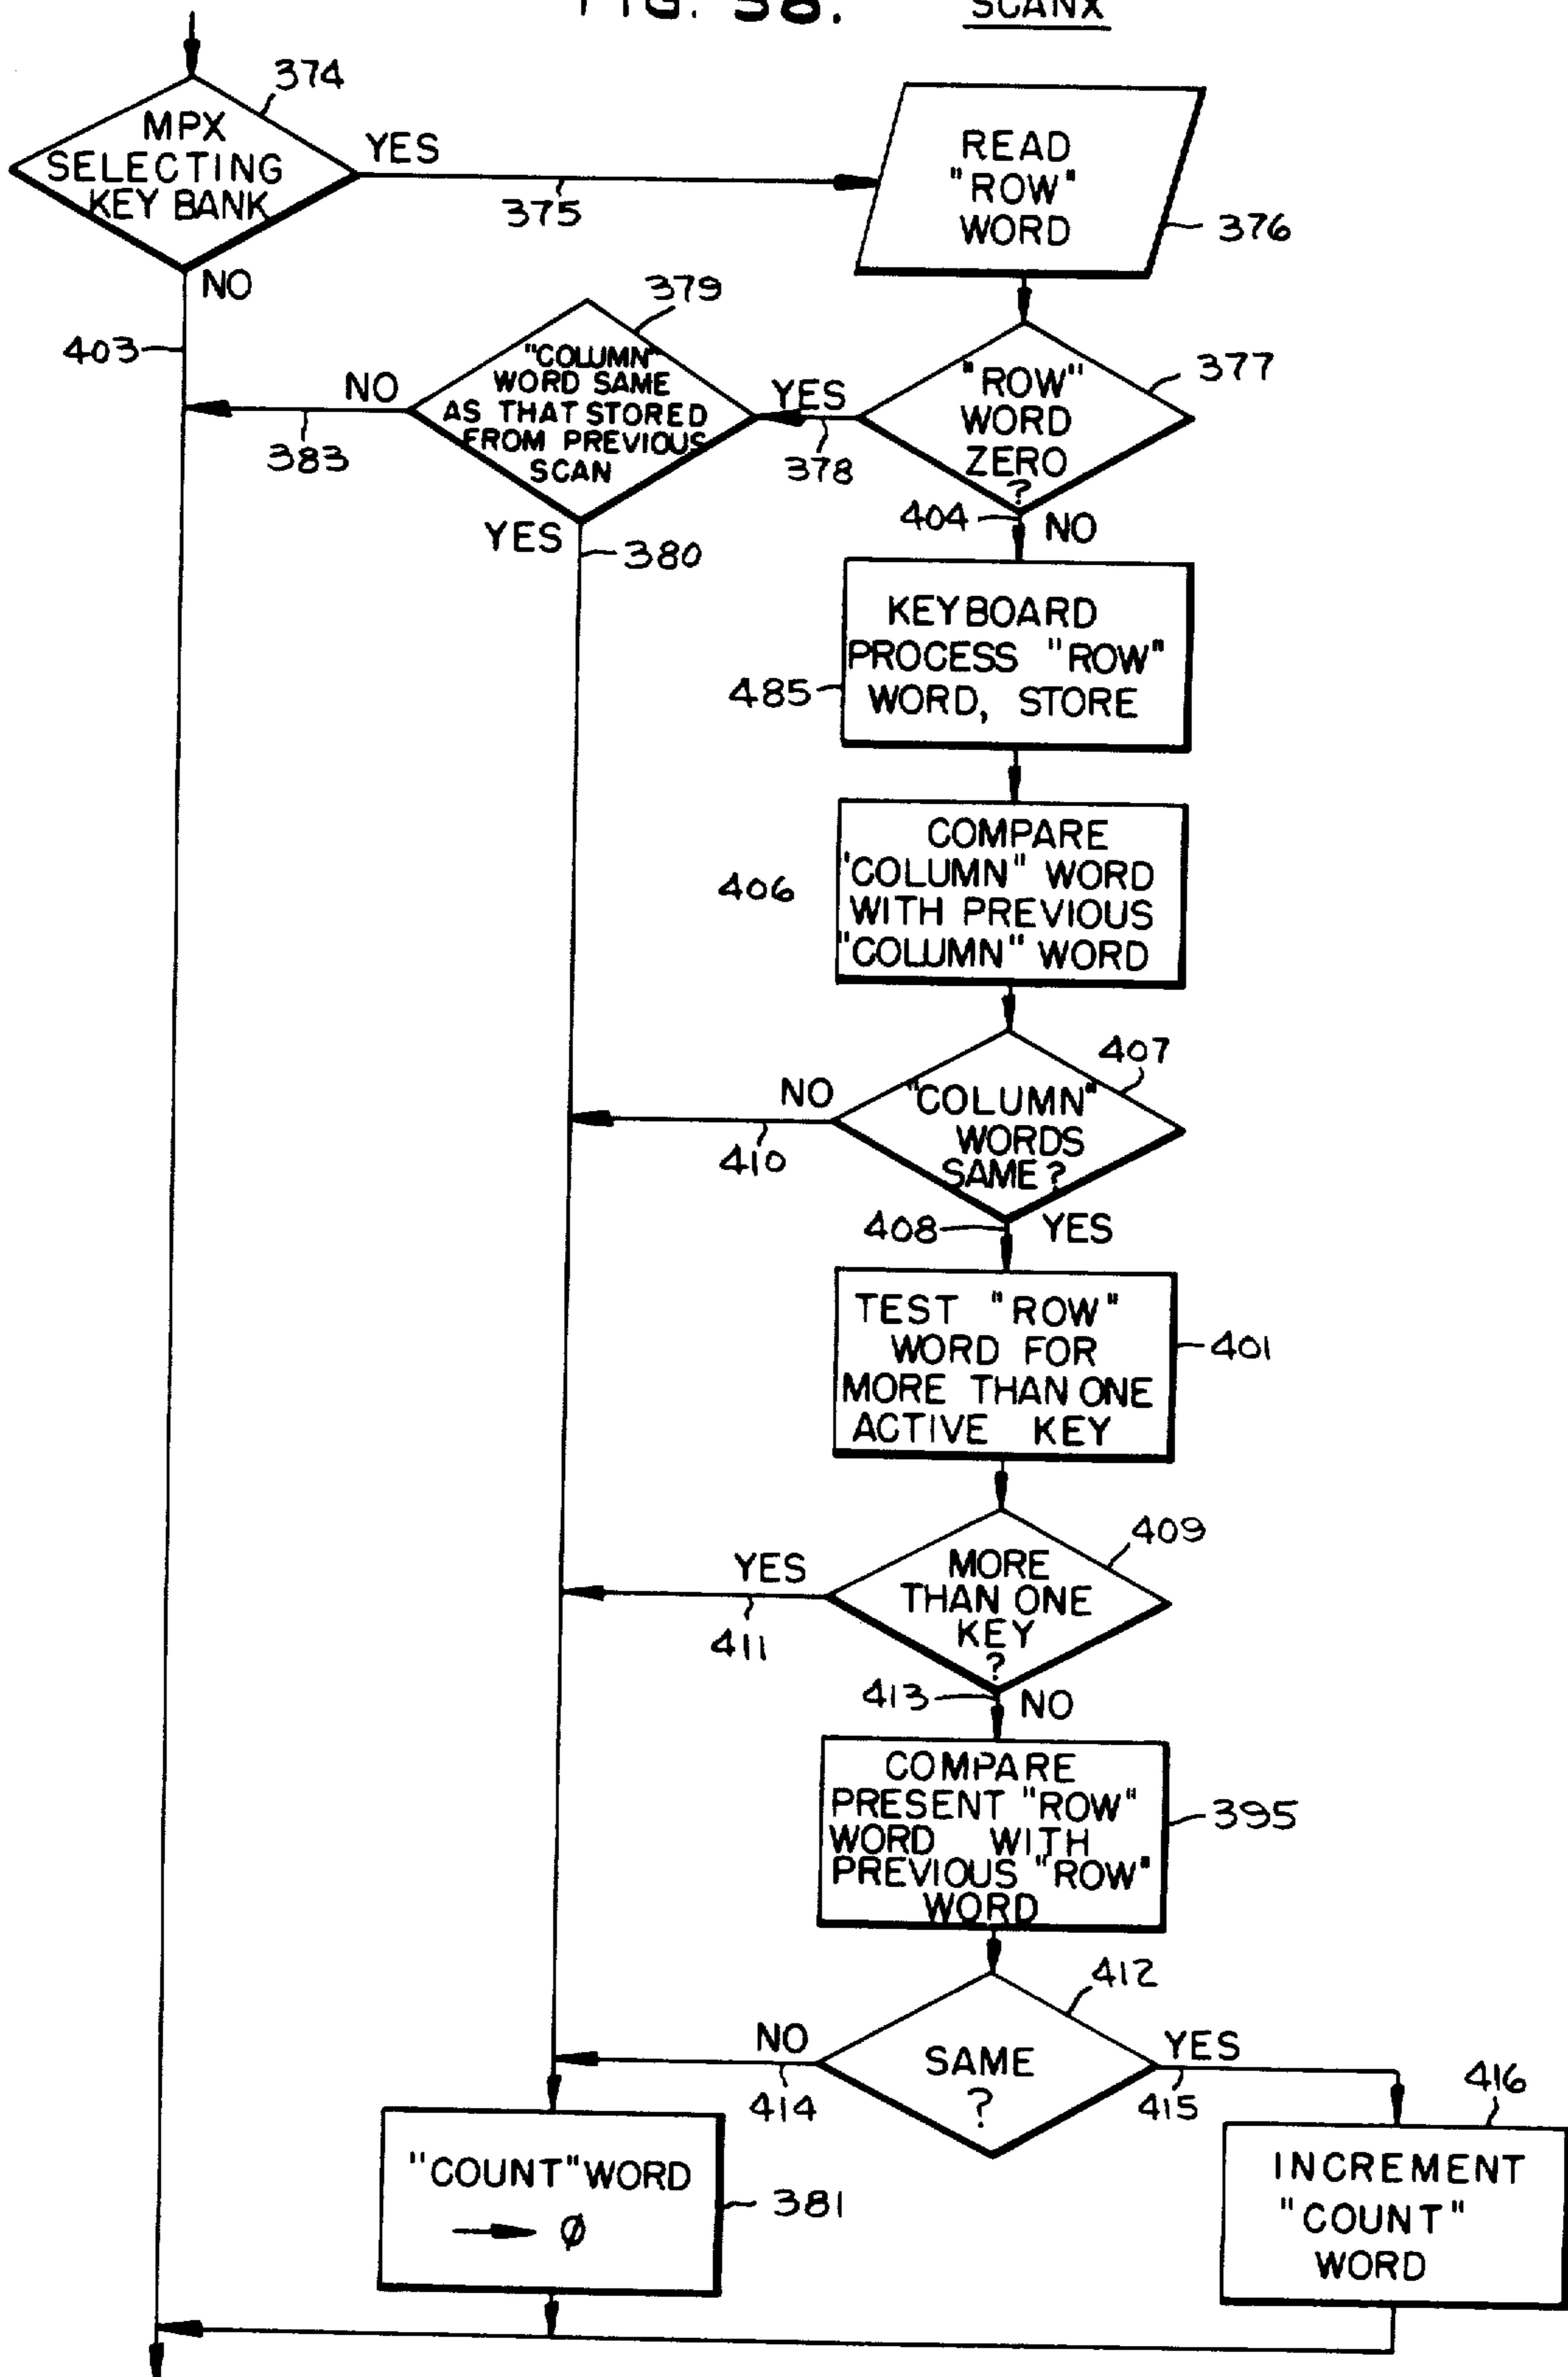 FIG. 38.
SCANX
374
MPX
SELECTING
KEY BANK
YES
375
NO
403
READ
"ROW"
WORD
376
"ROW"
WORD
ZERO
?
377
YES
378
379
"COLUMN"
WORD SAME
AS THAT STORED
FROM PREVIOUS
SCAN
NO
383
YES
380
404
NO
KEYBOARD
PROCESS "ROW"
WORD, STORE
485
COMPARE
'COLUMN" WORD
WITH PREVIOUS
"COLUMN" WORD
406
407
"COLUMN"
WORDS
SAME?
NO
410
408
YES
TEST "ROW"
WORD FOR
MORE THAN ONE
ACTIVE KEY
401
409
MORE
THAN ONE
KEY
?
YES
411
413
NO
COMPARE
PRESENT "ROW"
WORD WITH
PREVIOUS "ROW"
WORD
395
412
SAME
?
NO
414
YES
415
416
INCREMENT
"COUNT"
WORD
"COUNT" WORD
→ Ø
381